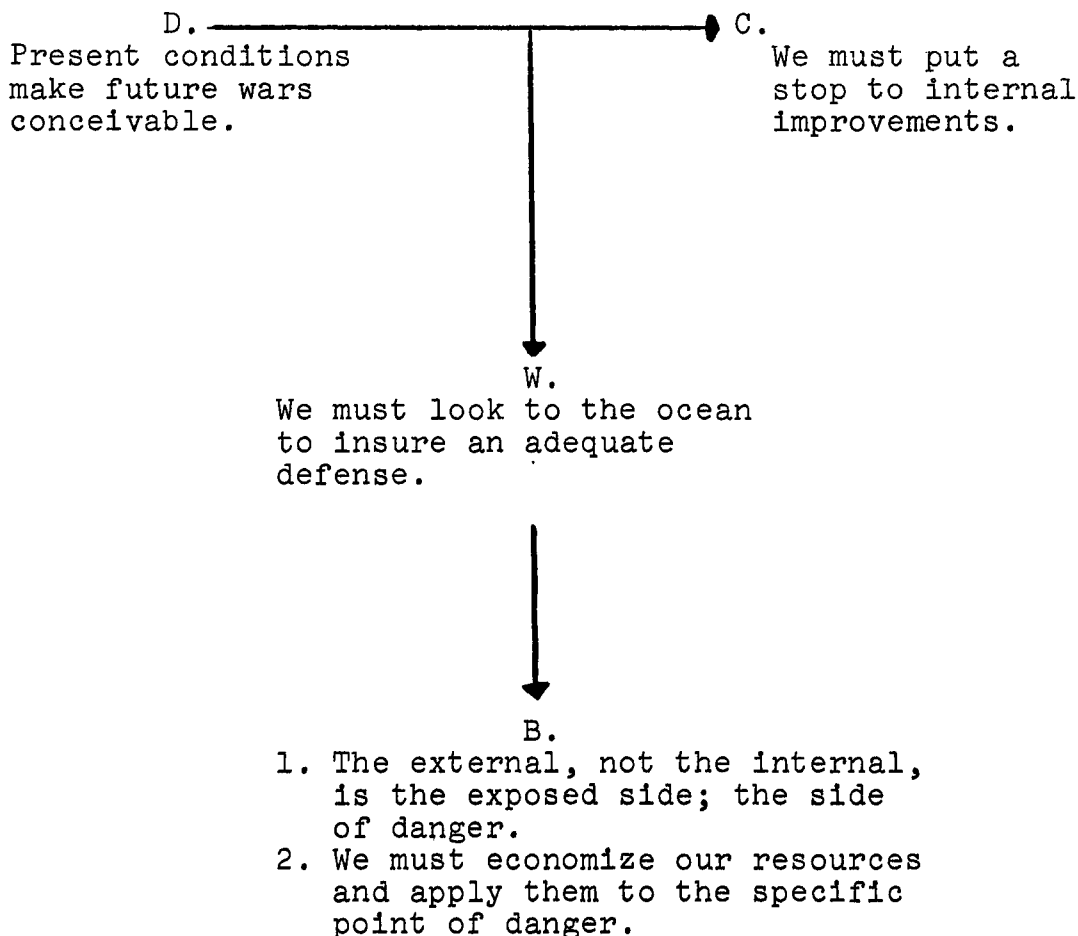 D.
C.
Present conditions
make future wars
conceivable.
We must put a
stop to internal
improvements.
W.
We must look to the ocean
to insure an adequate
defense.
B.
1. The external, not the internal,
is the exposed side; the side
of danger.
2. We must economize our resources
and apply them to the specific
point of danger.